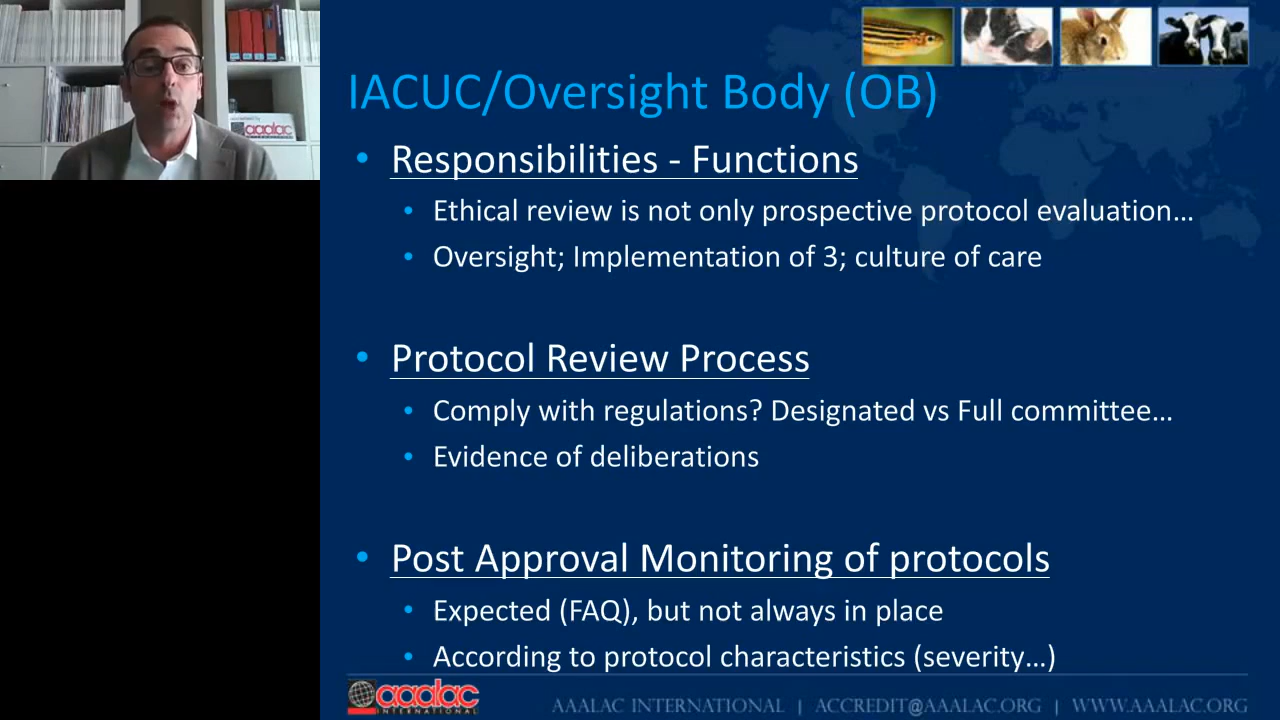 IACUC/Oversight Body (OB)
• Responsibilities - Functions
• Ethical review is not only prospective protocol evaluation…
• Oversight; Implementation of 3; culture of care
• Protocol Review Process
• Comply with regulations? Designated vs Full committee…
• Evidence of deliberations
• Post Approval Monitoring of protocols
• Expected (FAQ), but not always in place
• According to protocol characteristics (severity…)
aaalac
INTERNATIONAL
AAALAC INTERNATIONAL | ACCREDIT@AAALAC.ORG | WWW.AAALAC.ORG
aaalac